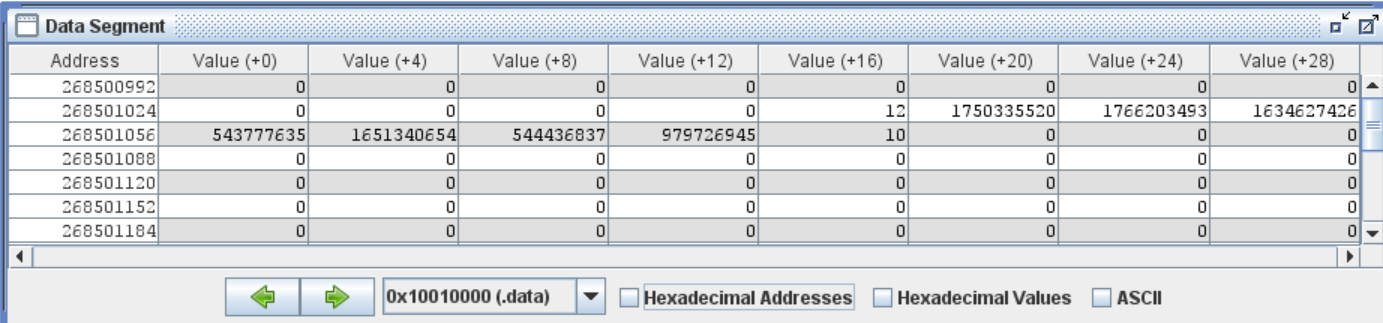 Data Segment
Address Value (+0) Value (+4) Value (+8) Value (+12) Value (+16) Value (+20) Value (+24) Value (+28)
268500992 0 0 0 0 0 0 0 0
268501024 0 0 0 0 12 1750335520 1766203493 1634627426
268501056 543777635 1651340654 544436837 979726945 10 0 0 0
268501088 0 0 0 0 0 0 0 0
268501120 0 0 0 0 0 0 0 0
268501152 0 0 0 0 0 0 0 0
268501184 0 0 0 0 0 0 0 0
0x10010000 (.data) Hexadecimal Addresses Hexadecimal Values ASCII